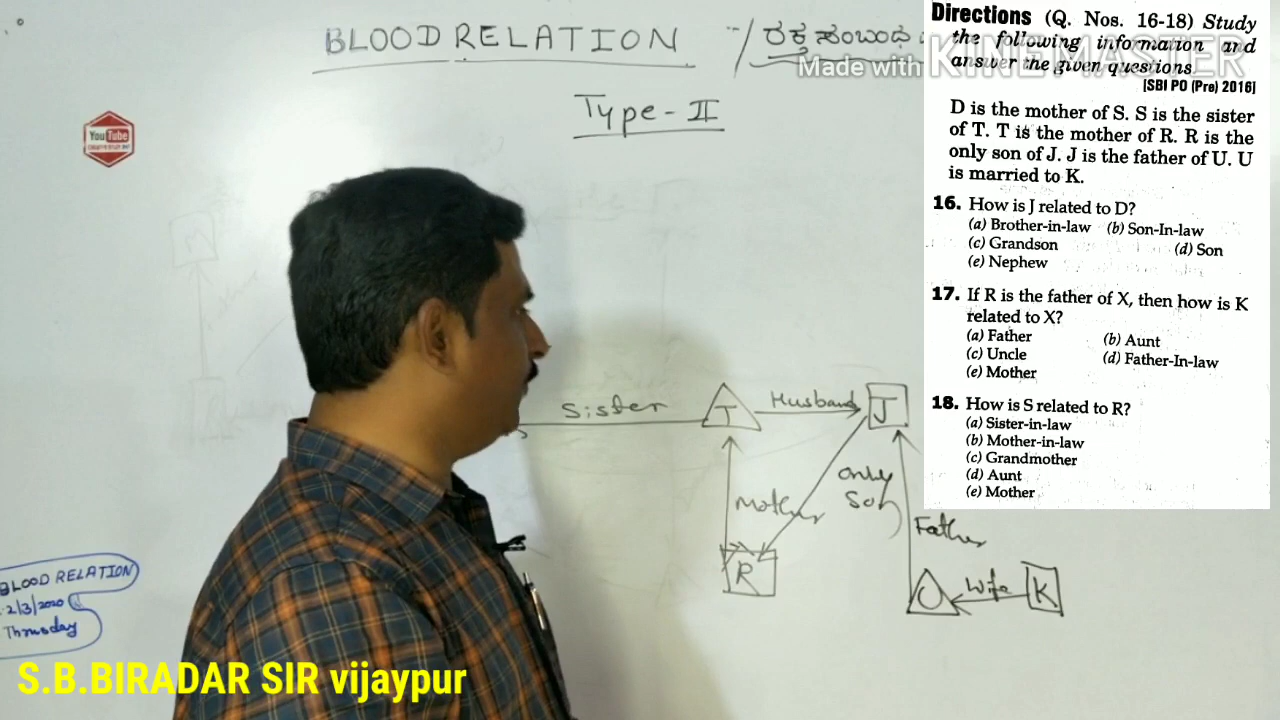 BLOOD RELATION -/ ರಕ್ತ ಸಂಬಂಧ
Type - II
Made with KINEMASTER
YouTube
Directions (Q. Nos. 16-18) Study
the following information and
answer the given questions.
[SBI PO (Pre) 2016]
D is the mother of S. S is the sister
of T. T is the mother of R. R is the
only son of J. J is the father of U. U
is married to K.
16. How is J related to D?
(a) Brother-in-law (b) Son-In-law
(c) Grandson (d) Son
(e) Nephew
17. If R is the father of X, then how is K
related to X?
(a) Father (b) Aunt
(c) Uncle (d) Father-In-law
(e) Mother
18. How is S related to R?
(a) Sister-in-law
(b) Mother-in-law
(c) Grandmother
(d) Aunt
(e) Mother
Sister T Husband J
Mother
only
Son
Father
R
U Wife K
BLOOD RELATION
2/3/2020
Thursday
S.B.BIRADAR SIR vijaypur